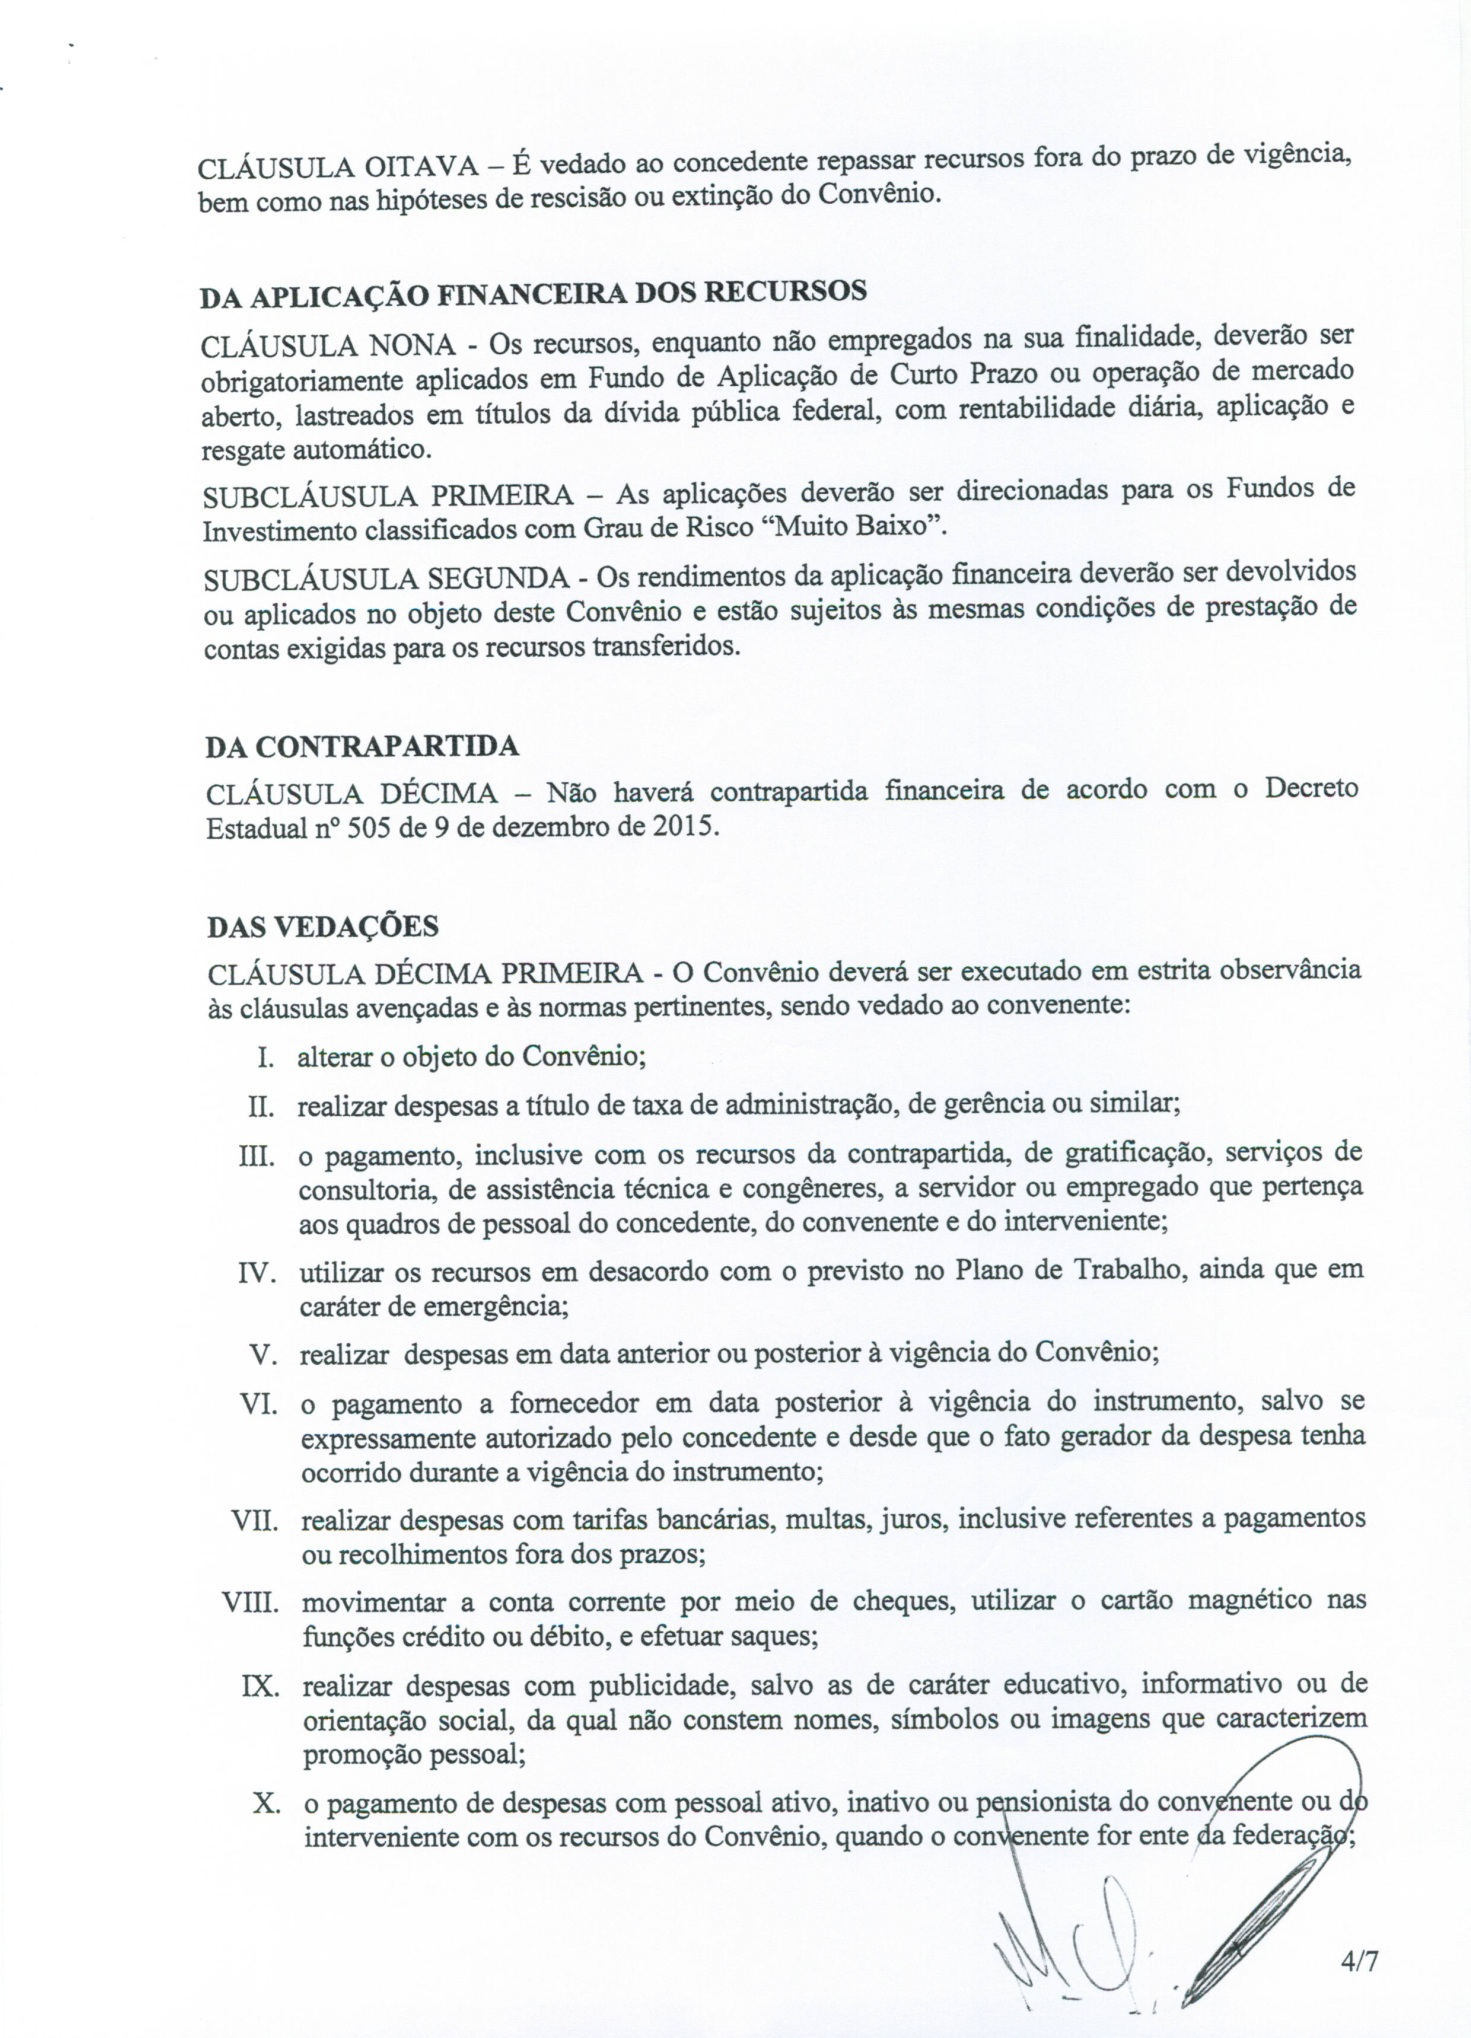 CLÁUSULA OITAVA – É vedado ao concedente repassar recursos fora do prazo de vigência,
bem como nas hipóteses de rescisão ou extinção do Convênio.
DA APLICAÇÃO FINANCEIRA DOS RECURSOS
CLÁUSULA NONA - Os recursos, enquanto não empregados na sua finalidade, deverão ser
obrigatoriamente aplicados em Fundo de Aplicação de Curto Prazo ou operação de mercado
aberto, lastreados em títulos da dívida pública federal, com rentabilidade diária, aplicação e
resgate automático.
SUBCLÁUSULA PRIMEIRA – As aplicações deverão ser direcionadas para os Fundos de
Investimento classificados com Grau de Risco “Muito Baixo”.
SUBCLÁUSULA SEGUNDA - Os rendimentos da aplicação financeira deverão ser devolvidos
ou aplicados no objeto deste Convênio e estão sujeitos às mesmas condições de prestação de
contas exigidas para os recursos transferidos.
DA CONTRAPARTIDA
CLÁUSULA DÉCIMA – Não haverá contrapartida financeira de acordo com o Decreto
Estadual nº 505 de 9 de dezembro de 2015.
DAS VEDAÇÕES
CLÁUSULA DÉCIMA PRIMEIRA - O Convênio deverá ser executado em estrita observância
às cláusulas avençadas e às normas pertinentes, sendo vedado ao convenente:
I. alterar o objeto do Convênio;
II. realizar despesas a título de taxa de administração, de gerência ou similar;
III. o pagamento, inclusive com os recursos da contrapartida, de gratificação, serviços de
consultoria, de assistência técnica e congêneres, a servidor ou empregado que pertença
aos quadros de pessoal do concedente, do convenente e do interveniente;
IV. utilizar os recursos em desacordo com o previsto no Plano de Trabalho, ainda que em
caráter de emergência;
V. realizar despesas em data anterior ou posterior à vigência do Convênio;
VI. o pagamento a fornecedor em data posterior à vigência do instrumento, salvo se
expressamente autorizado pelo concedente e desde que o fato gerador da despesa tenha
ocorrido durante a vigência do instrumento;
VII. realizar despesas com tarifas bancárias, multas, juros, inclusive referentes a pagamentos
ou recolhimentos fora dos prazos;
VIII. movimentar a conta corrente por meio de cheques, utilizar o cartão magnético nas
funções crédito ou débito, e efetuar saques;
IX. realizar despesas com publicidade, salvo as de caráter educativo, informativo ou de
orientação social, da qual não constem nomes, símbolos ou imagens que caracterizem
promoção pessoal;
X. o pagamento de despesas com pessoal ativo, inativo ou pensionista do convenente ou do
interveniente com os recursos do Convênio, quando o convenente for ente da federação;
4/7